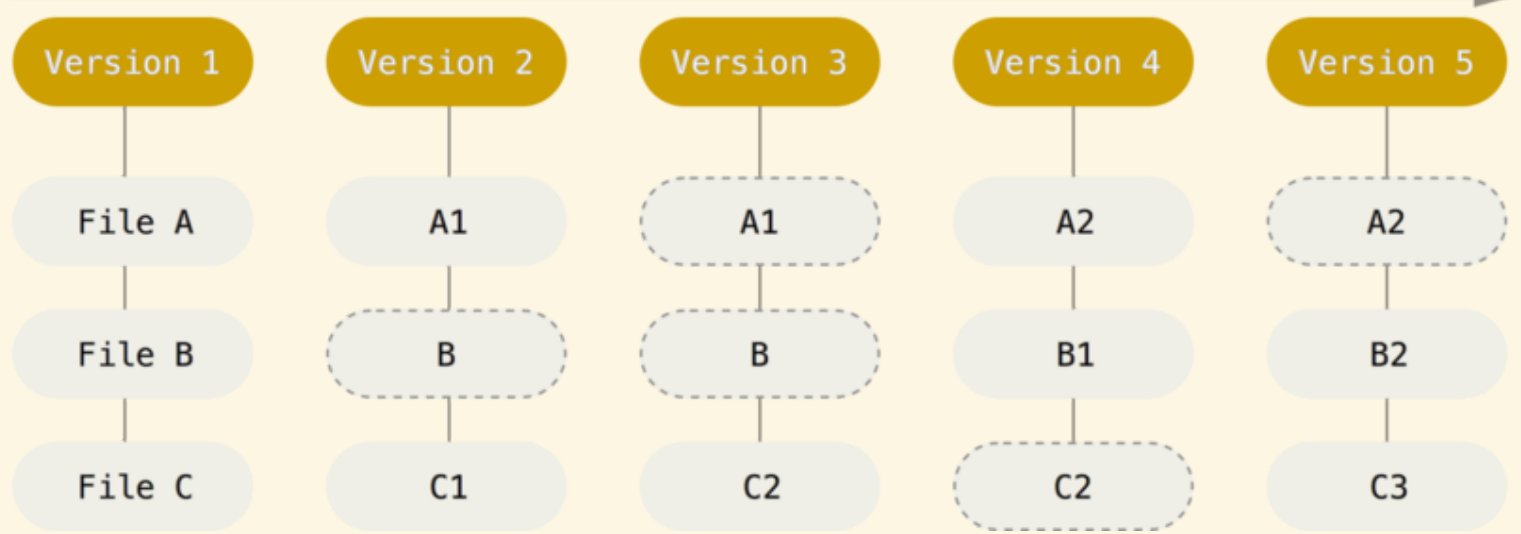 Version 1 Version 2 Version 3 Version 4 Version 5
File A A1 A1 A2 A2
File B B B B1 B2
File C C1 C2 C2 C3